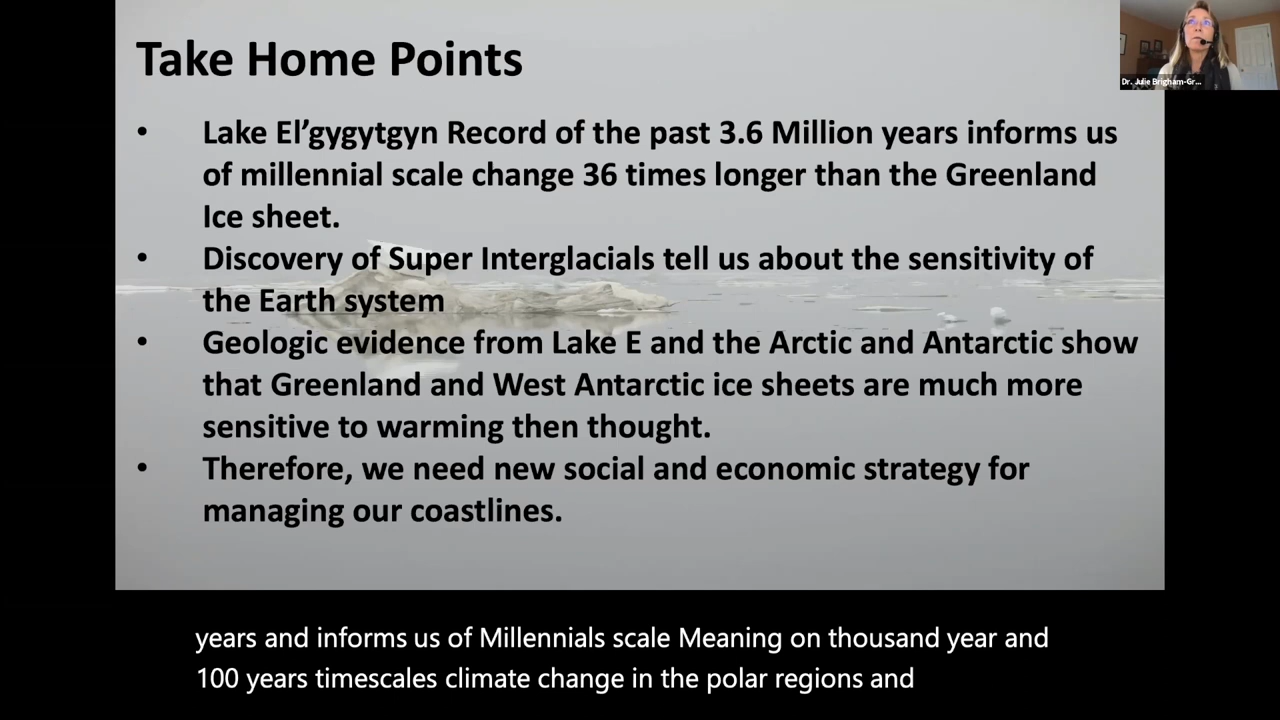 Take Home Points
Dr. Julie Brigham-Gr...
• Lake El’gygytgyn Record of the past 3.6 Million years informs us
of millennial scale change 36 times longer than the Greenland
Ice sheet.
• Discovery of Super Interglacials tell us about the sensitivity of
the Earth system
• Geologic evidence from Lake E and the Arctic and Antarctic show
that Greenland and West Antarctic ice sheets are much more
sensitive to warming then thought.
• Therefore, we need new social and economic strategy for
managing our coastlines.
years and informs us of Millennials scale Meaning on thousand year and
100 years timescales climate change in the polar regions and